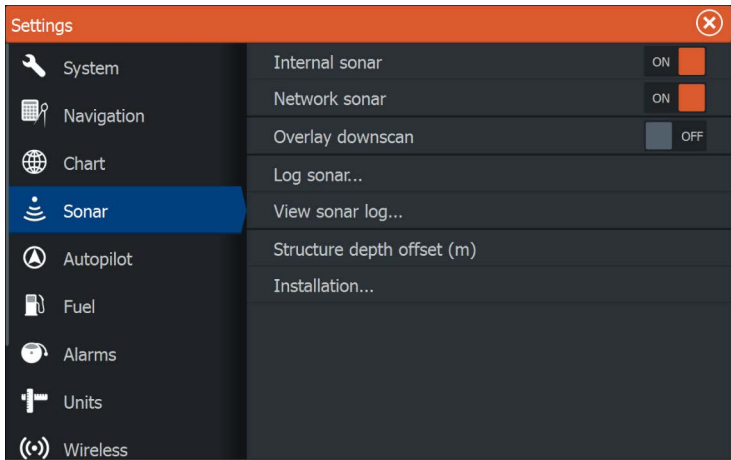 Settings
System
Navigation
Chart
Sonar
Autopilot
Fuel
Alarms
Units
Wireless
Internal sonar ON
Network sonar ON
Overlay downscan OFF
Log sonar...
View sonar log...
Structure depth offset (m)
Installation...